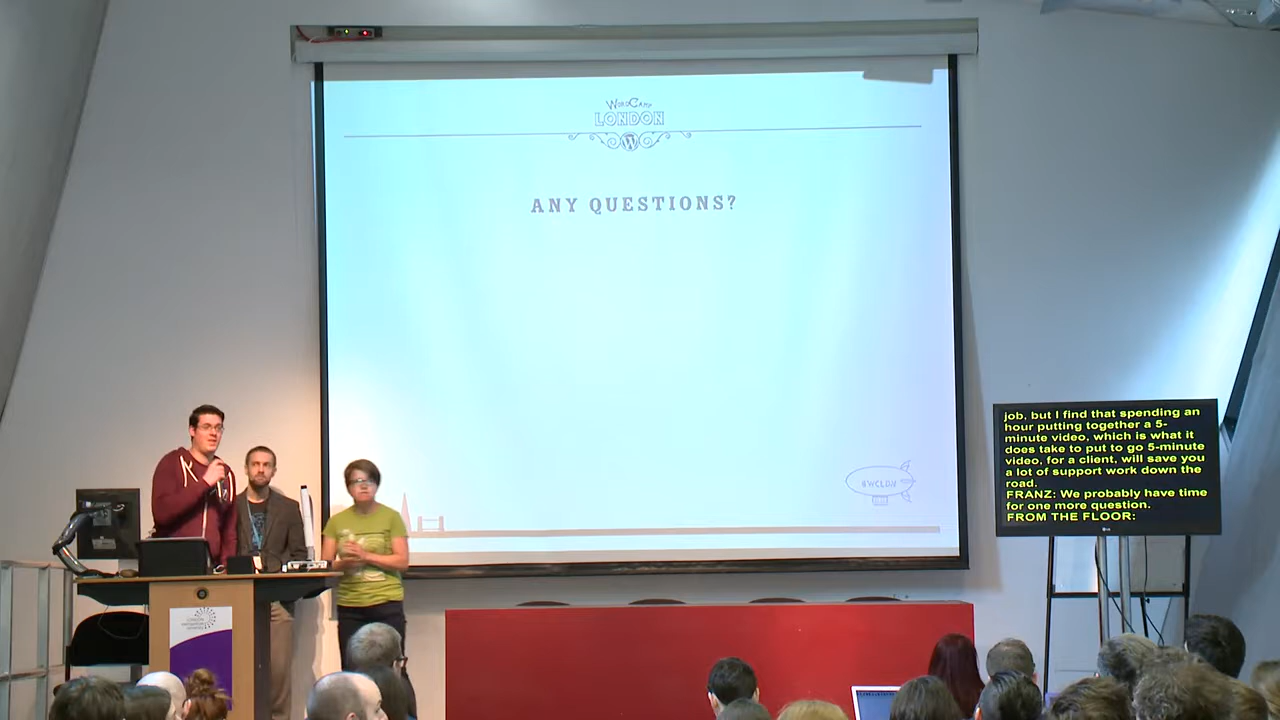 WORDCAMP
LONDON
ANY QUESTIONS?
#WCLDN
job, but I find that spending an
hour putting together a 5-
minute video, which is what it
does take to put to go 5-minute
video, for a client, will save you
a lot of support work down the
road.
FRANZ: We probably have time
for one more question.
FROM THE FLOOR:
LG